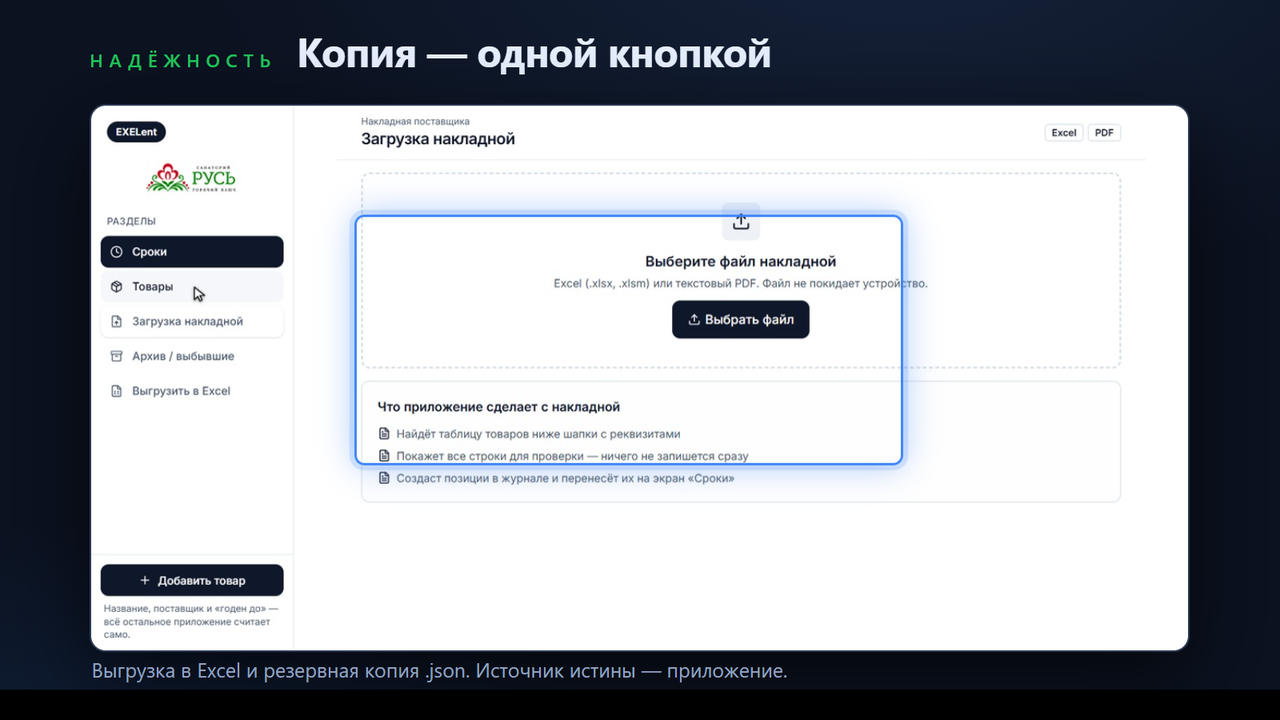 НАДЁЖНОСТЬ Копия — одной кнопкой
EXELent
САНАТОРИЙ
РУСЬ
ГОРЯЧИЙ КЛЮЧ
РАЗДЕЛЫ
Сроки
Товары
Загрузка накладной
Архив / выбывшие
Выгрузить в Excel
Добавить товар
Название, поставщик и «годен до» —
всё остальное приложение считает
само.
Накладная поставщика
Загрузка накладной
Excel PDF
Выберите файл накладной
Excel (.xlsx, .xlsm) или текстовый PDF. Файл не покидает устройство.
Выбрать файл
Что приложение сделает с накладной
Найдёт таблицу товаров ниже шапки с реквизитами
Покажет все строки для проверки — ничего не запишется сразу
Создаст позиции в журнале и перенесёт их на экран «Сроки»
Выгрузка в Excel и резервная копия .json. Источник истины — приложение.